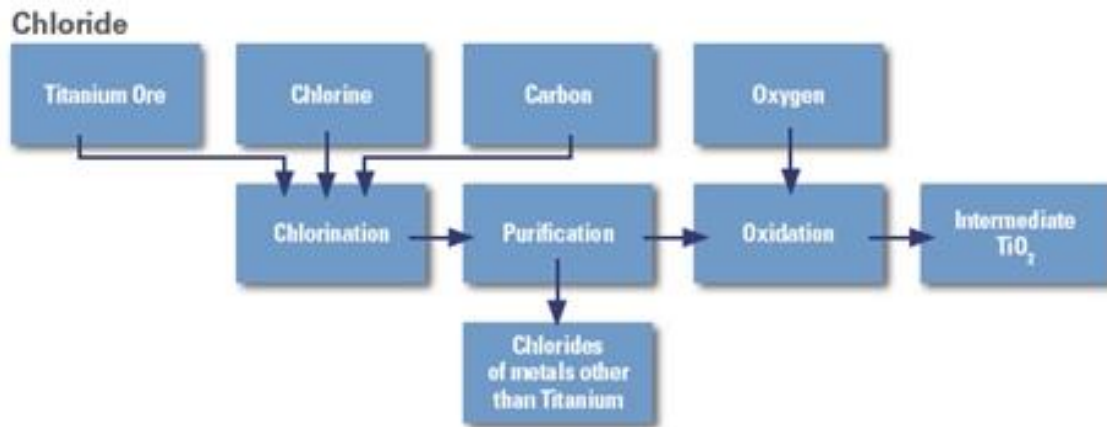 Chloride
Titanium Ore
Chlorine
Carbon
Oxygen
Chlorination
Purification
Oxidation
Intermediate
TiO₂
Chlorides
of metals other
than Titanium